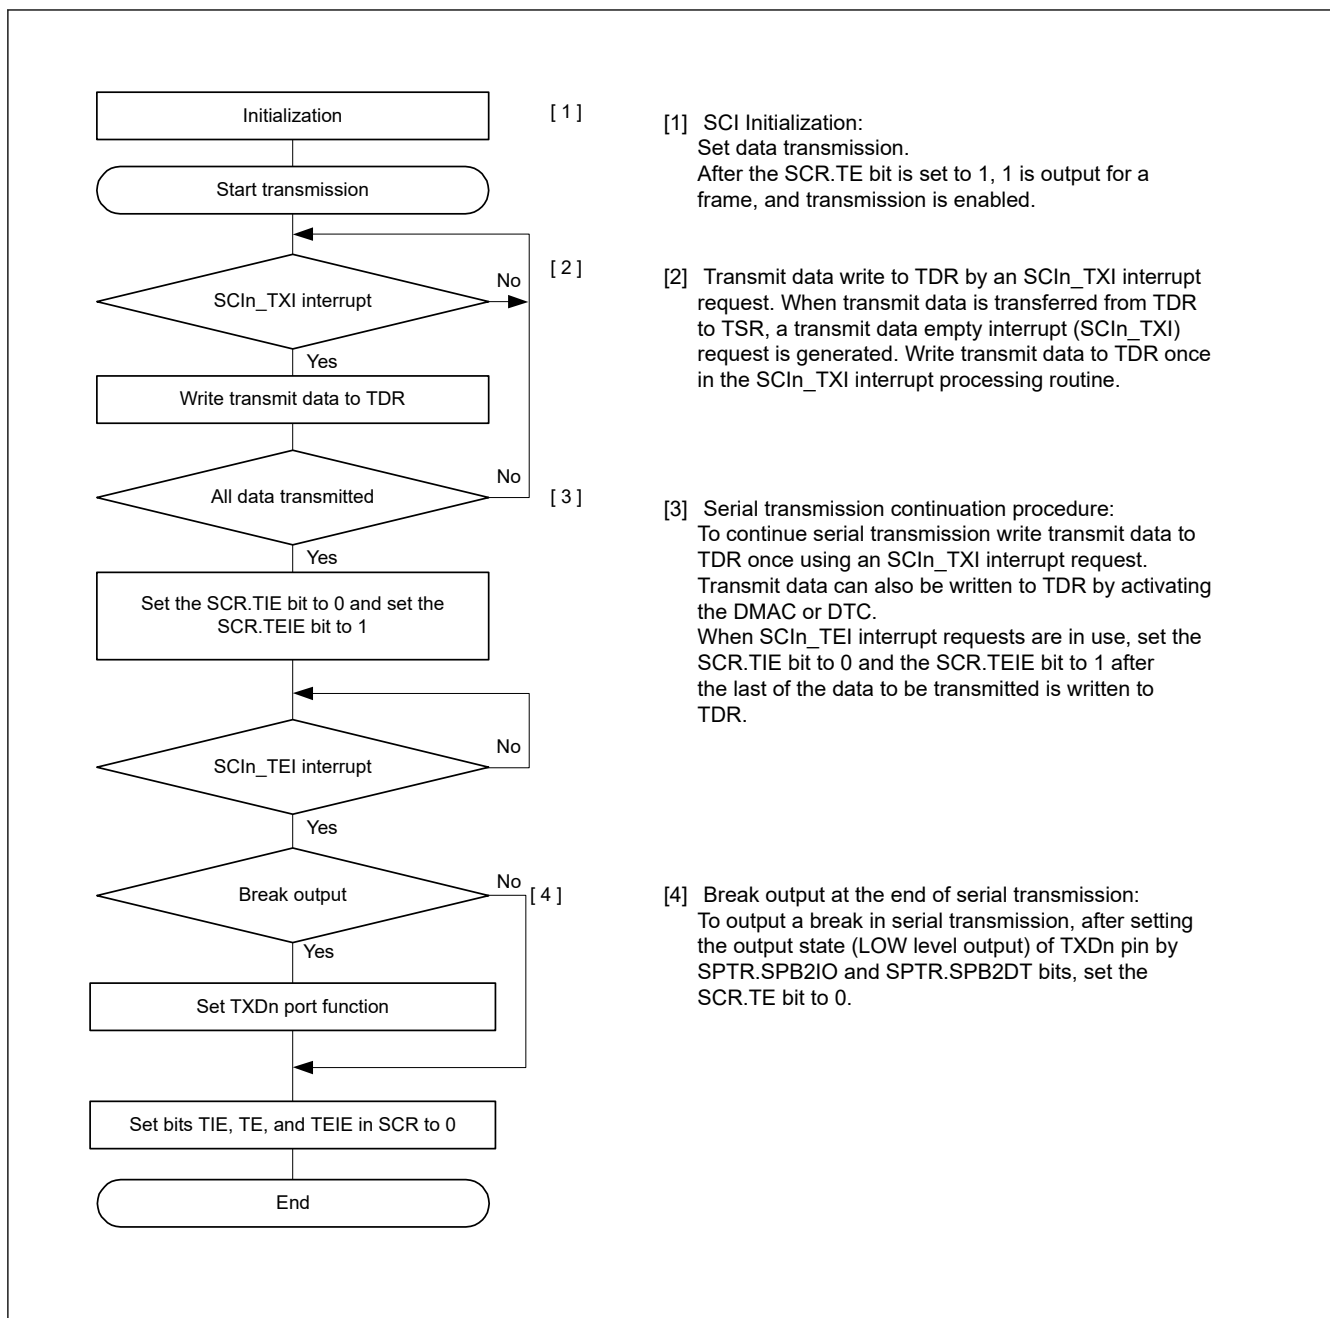 Initialization
[ 1 ]
Start transmission
[ 2 ]
SCIn_TXI interrupt
No
Yes
Write transmit data to TDR
All data transmitted
No
[ 3 ]
Yes
Set the SCR.TIE bit to 0 and set the
SCR.TEIE bit to 1
SCIn_TEI interrupt
No
Yes
Break output
No
[ 4 ]
Yes
Set TXDn port function
Set bits TIE, TE, and TEIE in SCR to 0
End
[1] SCI Initialization:
Set data transmission.
After the SCR.TE bit is set to 1, 1 is output for a
frame, and transmission is enabled.
[2] Transmit data write to TDR by an SCIn_TXI interrupt
request. When transmit data is transferred from TDR
to TSR, a transmit data empty interrupt (SCIn_TXI)
request is generated. Write transmit data to TDR once
in the SCIn_TXI interrupt processing routine.
[3] Serial transmission continuation procedure:
To continue serial transmission write transmit data to
TDR once using an SCIn_TXI interrupt request.
Transmit data can also be written to TDR by activating
the DMAC or DTC.
When SCIn_TEI interrupt requests are in use, set the
SCR.TIE bit to 0 and the SCR.TEIE bit to 1 after
the last of the data to be transmitted is written to
TDR.
[4] Break output at the end of serial transmission:
To output a break in serial transmission, after setting
the output state (LOW level output) of TXDn pin by
SPTR.SPB2IO and SPTR.SPB2DT bits, set the
SCR.TE bit to 0.